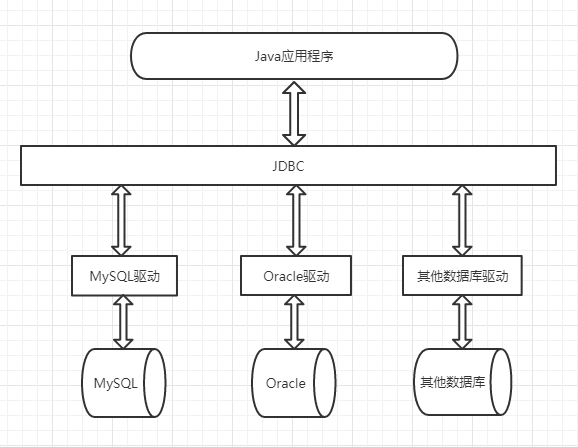 Java应用程序
JDBC
MySQL驱动
Oracle驱动
其他数据库驱动
MySQL
Oracle
其他数据库